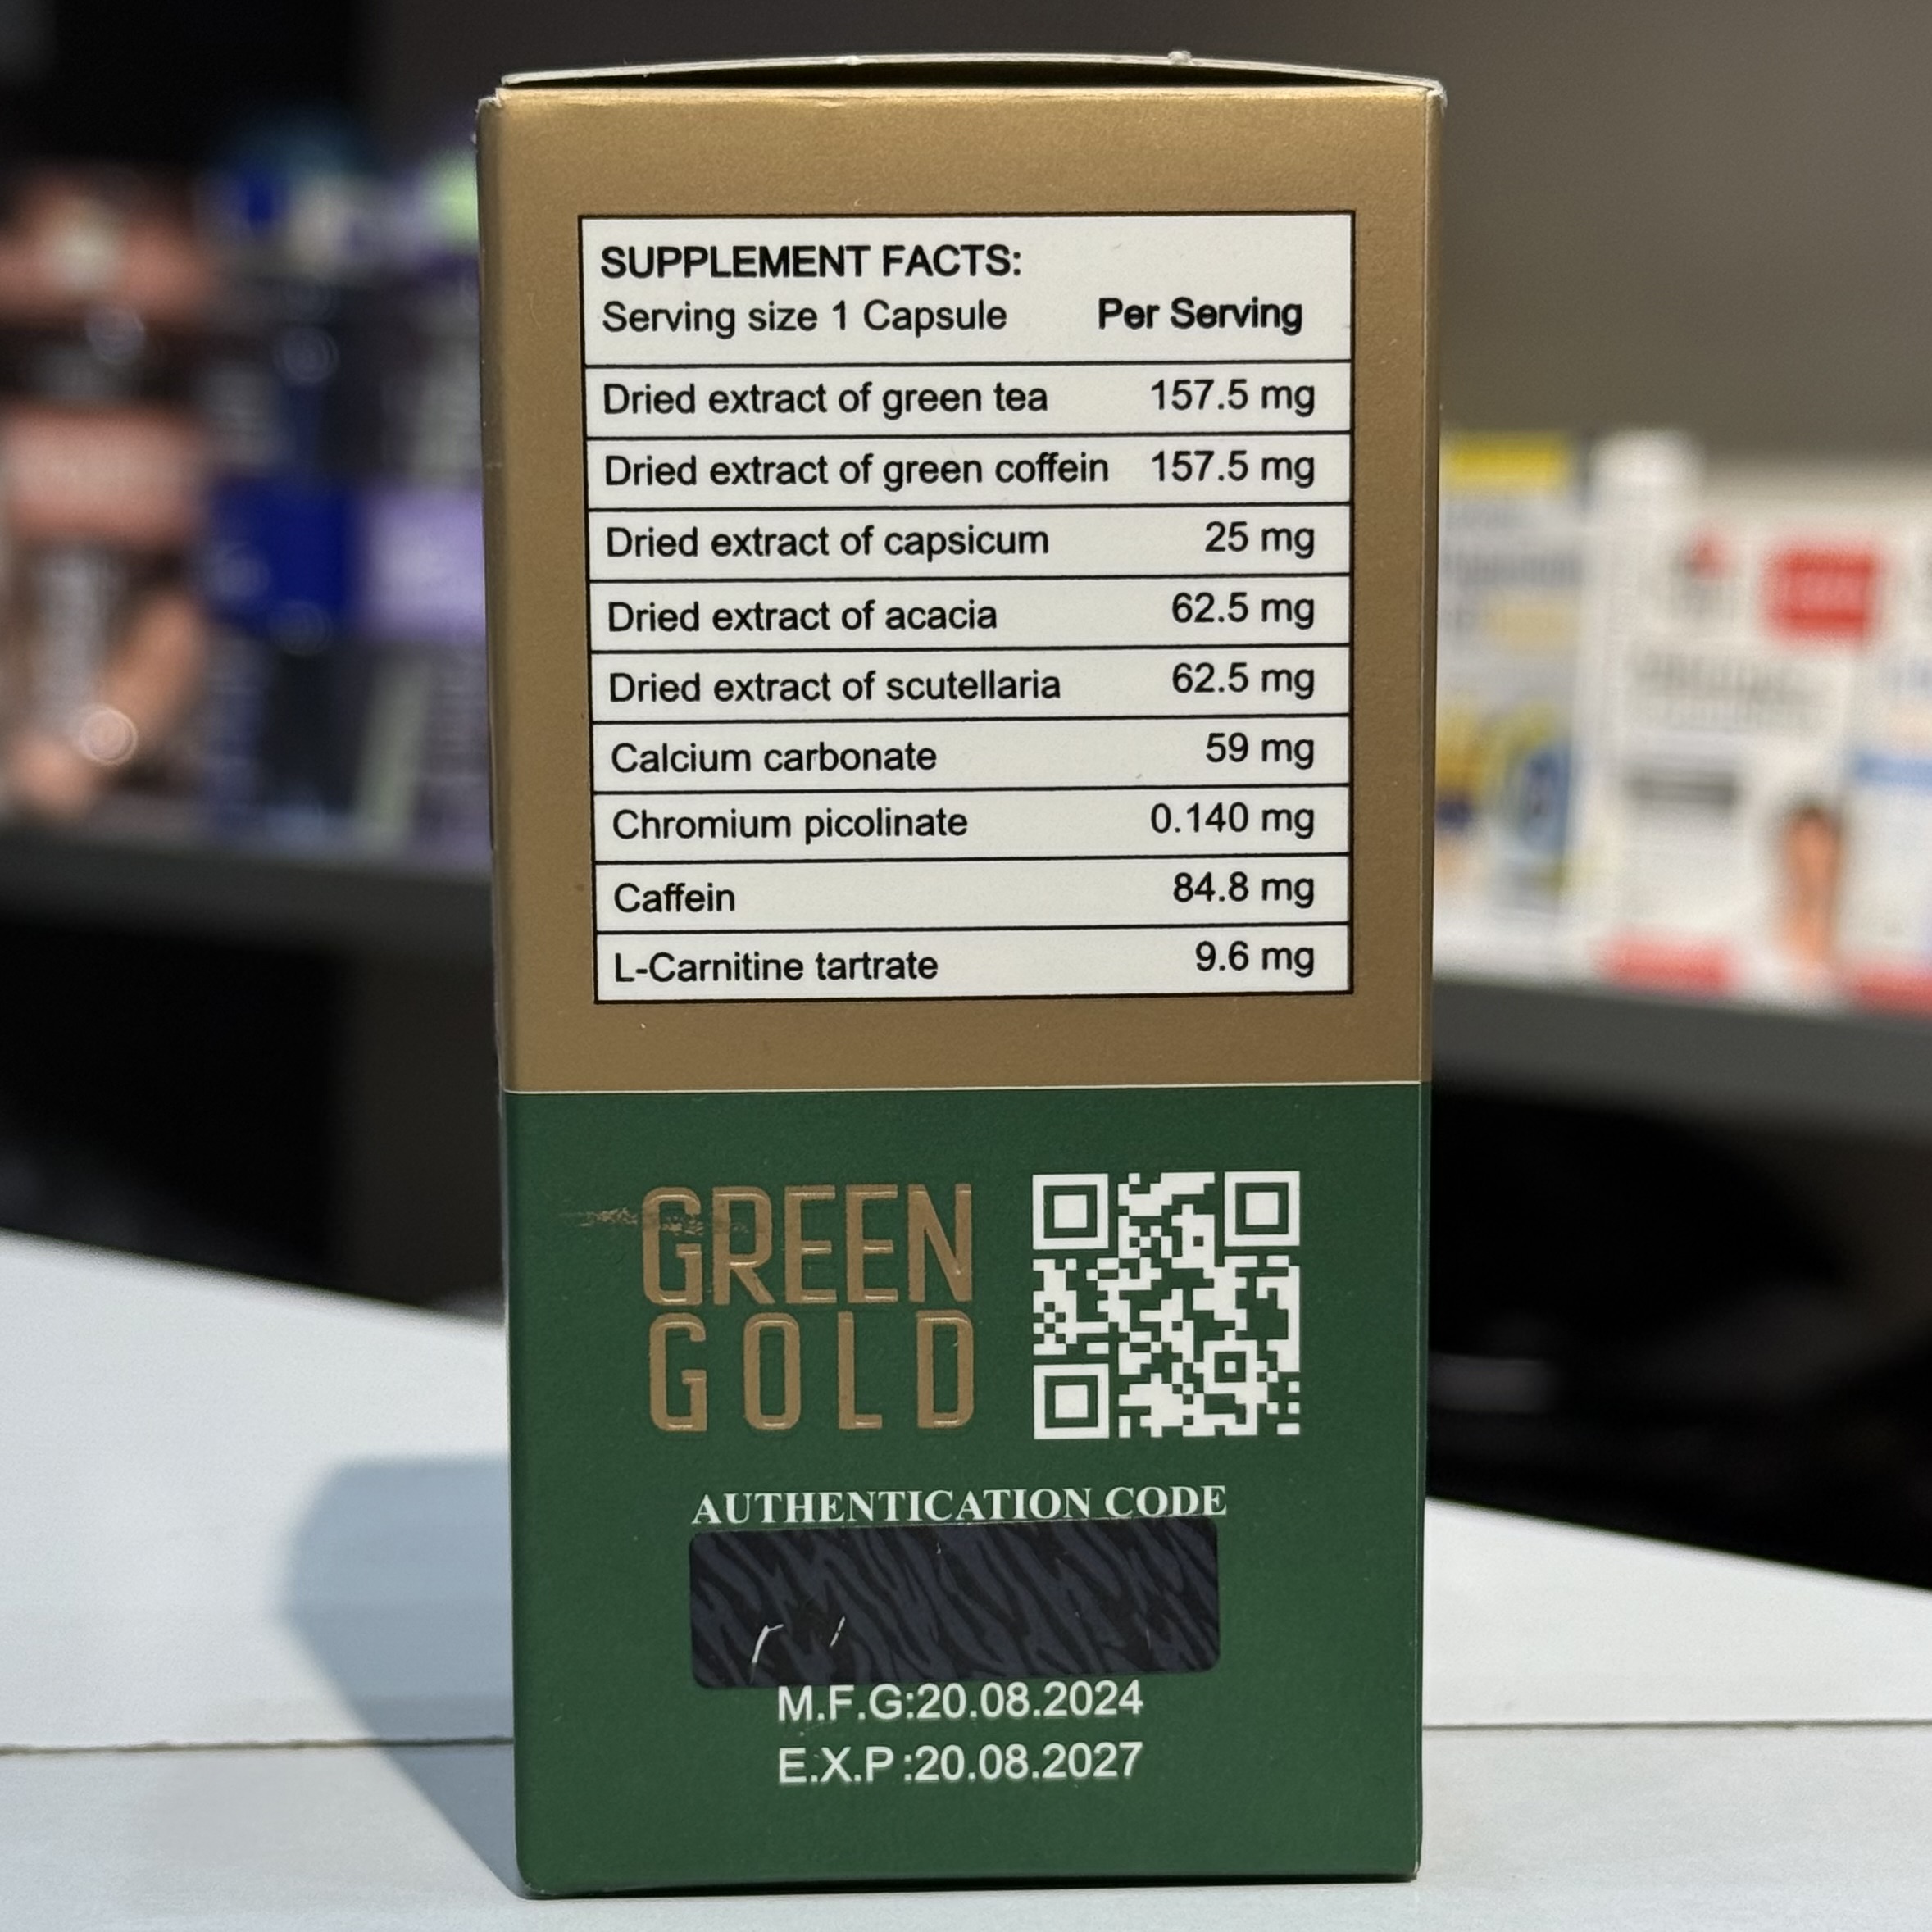 SUPPLEMENT FACTS:
Serving size 1 Capsule Per Serving
Dried extract of green tea 157.5 mg
Dried extract of green coffein 157.5 mg
Dried extract of capsicum 25 mg
Dried extract of acacia 62.5 mg
Dried extract of scutellaria 62.5 mg
Calcium carbonate 59 mg
Chromium picolinate 0.140 mg
Caffein 84.8 mg
L-Carnitine tartrate 9.6 mg
GREEN
GOLD
AUTHENTICATION CODE
M.F.G:20.08.2024
E.X.P:20.08.2027